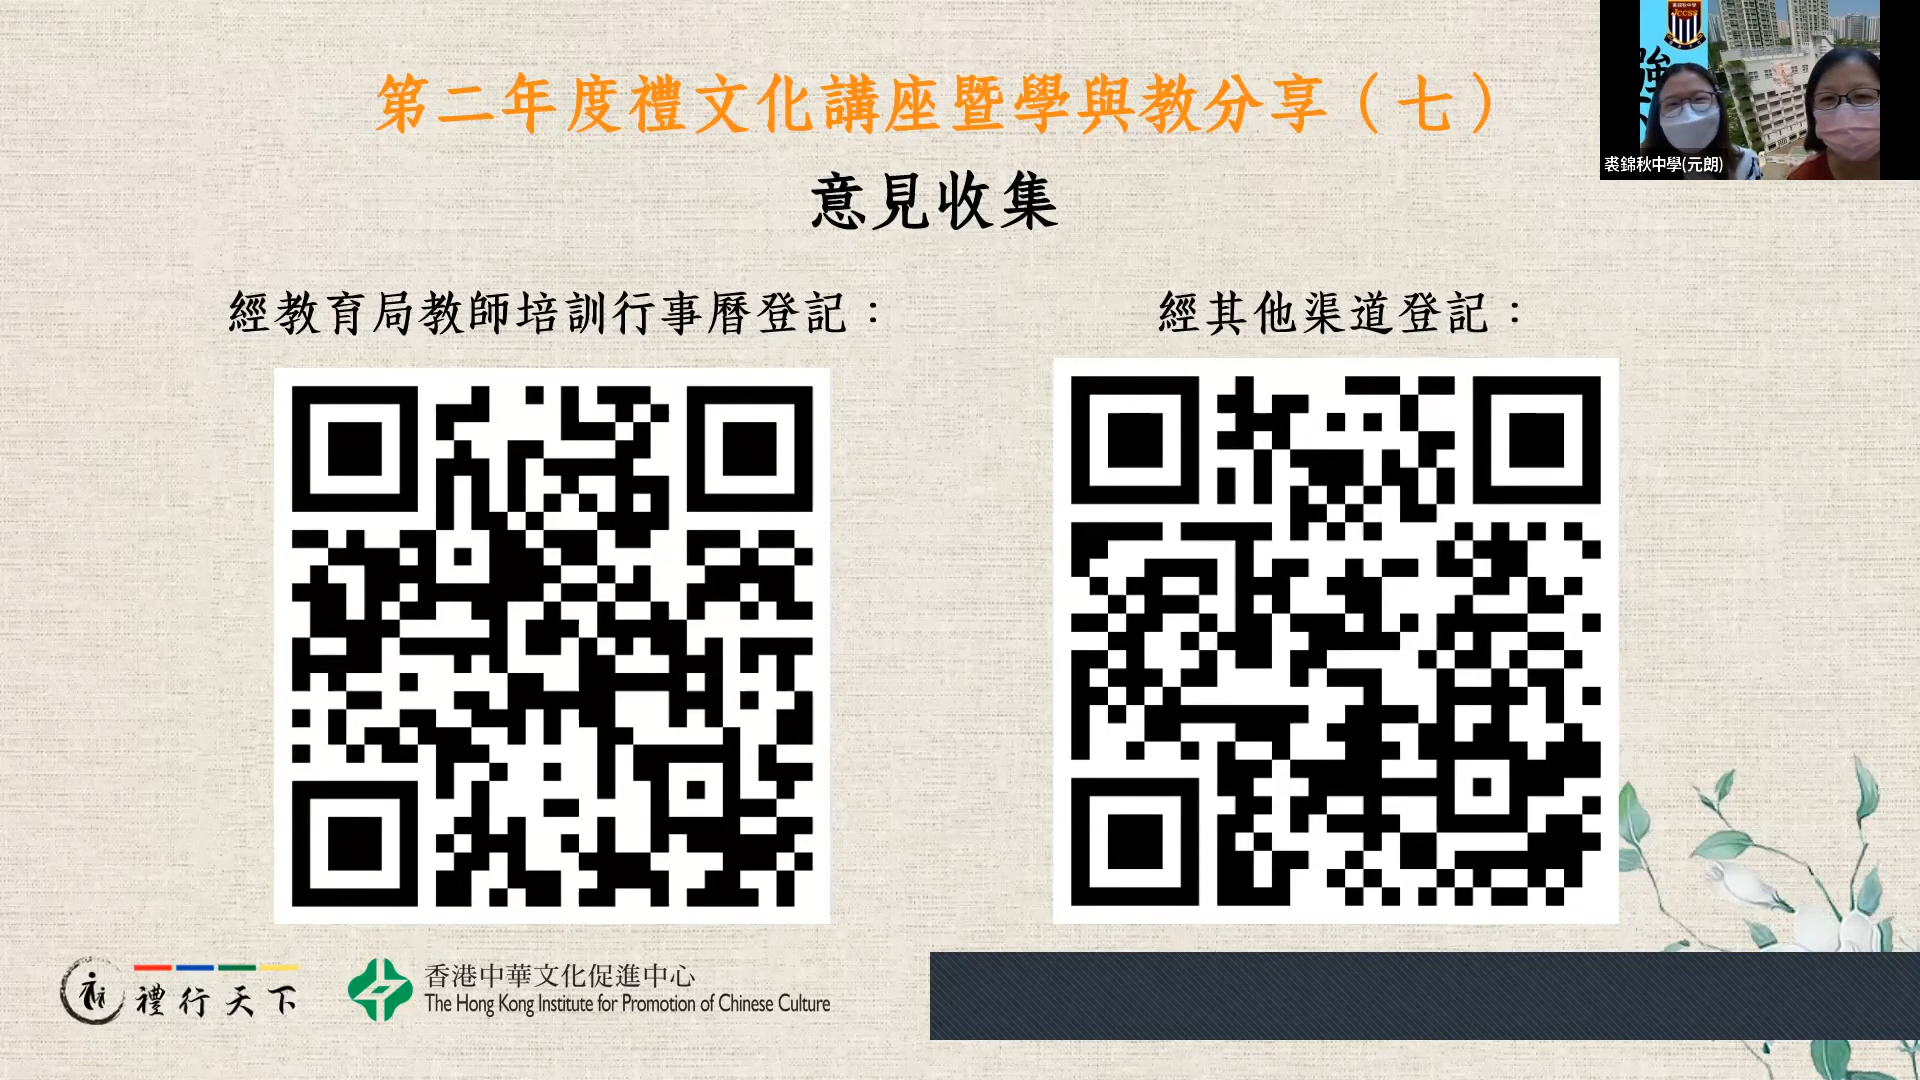 第二年度禮文化講座暨學與教分享（七）
意見收集
經教育局教師培訓行事曆登記：
經其他渠道登記：
JCCSS
強
裘錦秋中學(元朗)
禮行天下
香港中華文化促進中心
The Hong Kong Institute for Promotion of Chinese Culture